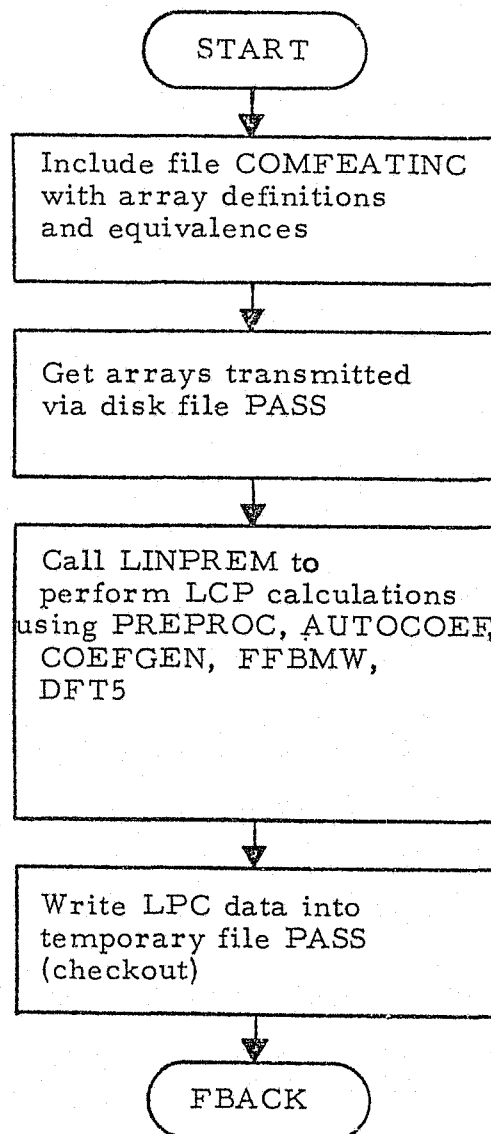 START
Include file COMFEATINC
with array definitions
and equivalences
Get arrays transmitted
via disk file PASS
Call LINPREM to
perform LCP calculations
using PREPROC, AUTOCOEF,
COEFGEN, FFBMW,
DFT5
Write LPC data into
temporary file PASS
(checkout)
FBACK